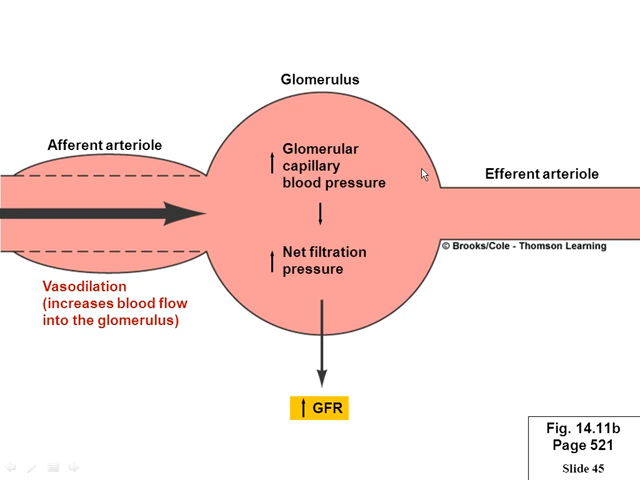 Glomerulus
Afferent arteriole
Glomerular
capillary
blood pressure
Efferent arteriole
© Brooks/Cole - Thomson Learning
Net filtration
pressure
Vasodilation
(increases blood flow
into the glomerulus)
GFR
Fig. 14.11b
Page 521
Slide 45